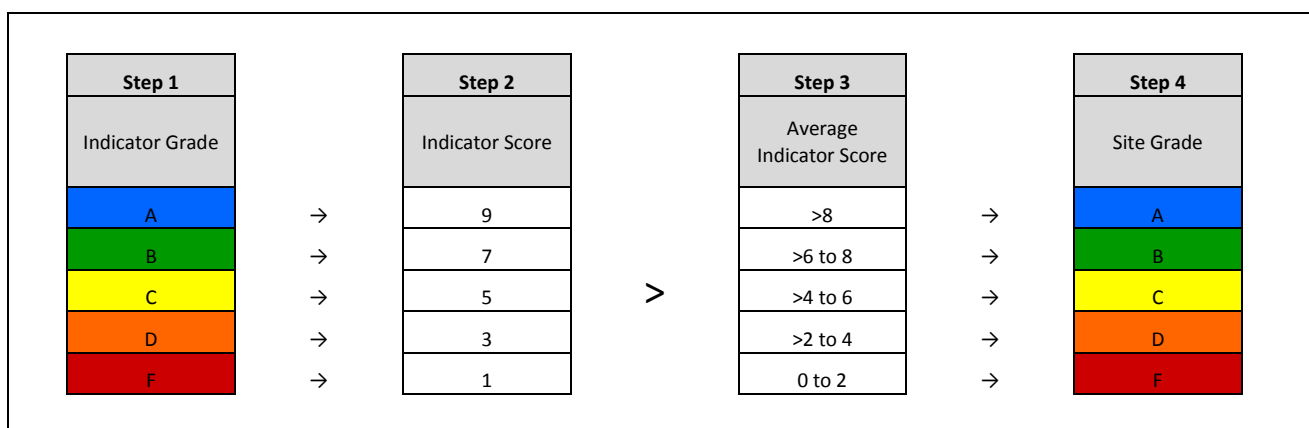 Step 1 Step 2 Step 3 Step 4
Indicator Grade Indicator Score Average Indicator Score Site Grade
A → 9 >8 → A
B → 7 >6 to 8 → B
C → 5 > >4 to 6 → C
D → 3 >2 to 4 → D
F → 1 0 to 2 → F